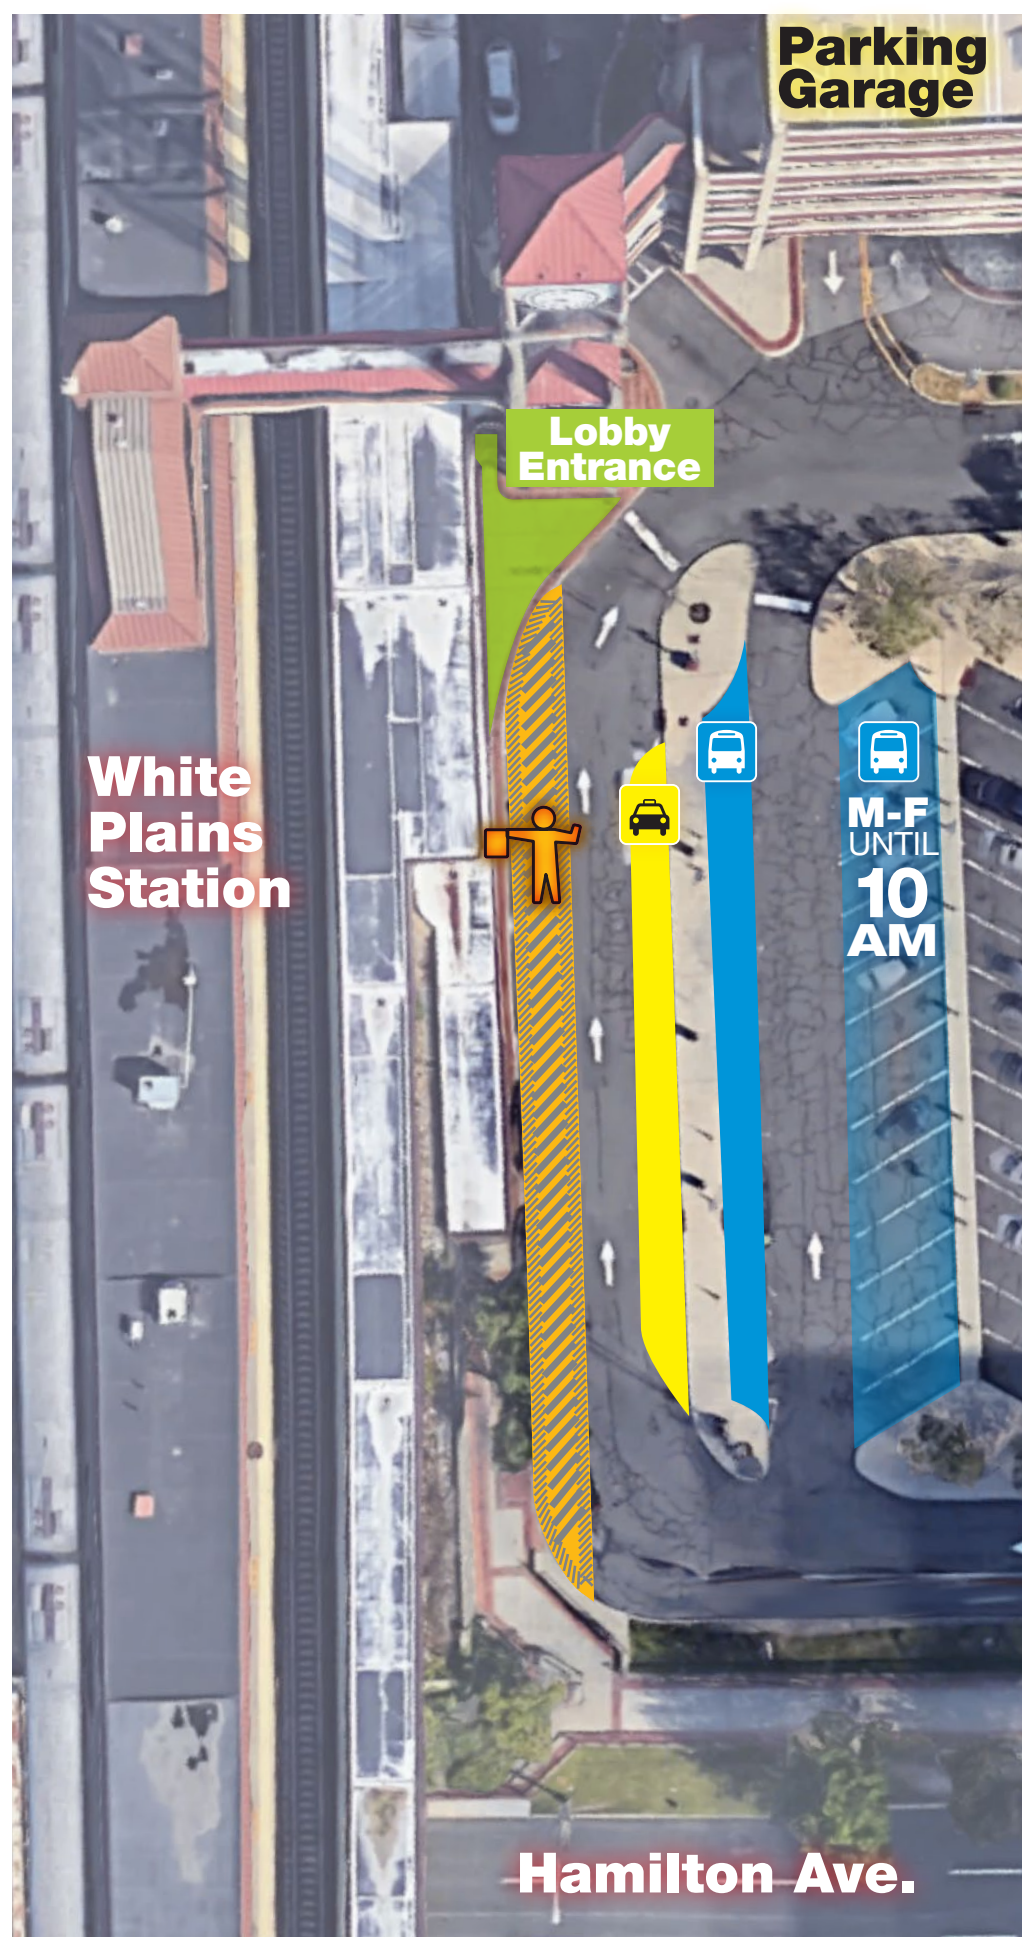 Parking
Garage
Lobby
Entrance
White
Plains
Station
M-F
UNTIL
10
AM
Hamilton Ave.